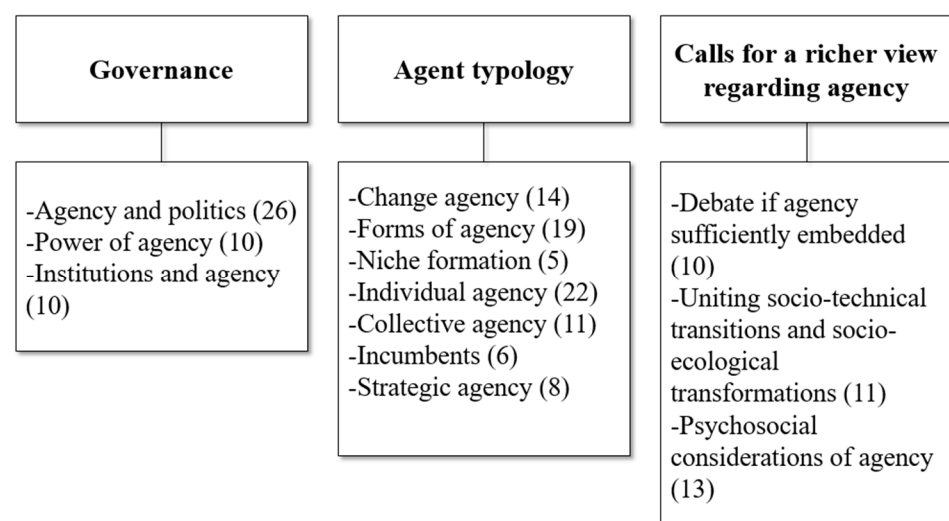 Governance
-Agency and politics (26)
-Power of agency (10)
-Institutions and agency
(10)
Agent typology
-Change agency (14)
-Forms of agency (19)
-Niche formation (5)
-Individual agency (22)
-Collective agency (11)
-Incumbents (6)
-Strategic agency (8)
Calls for a richer view
regarding agency
-Debate if agency
sufficiently embedded
(10)
-Uniting socio-technical
transitions and socio-
ecological
transformations (11)
-Psychosocial
considerations of agency
(13)